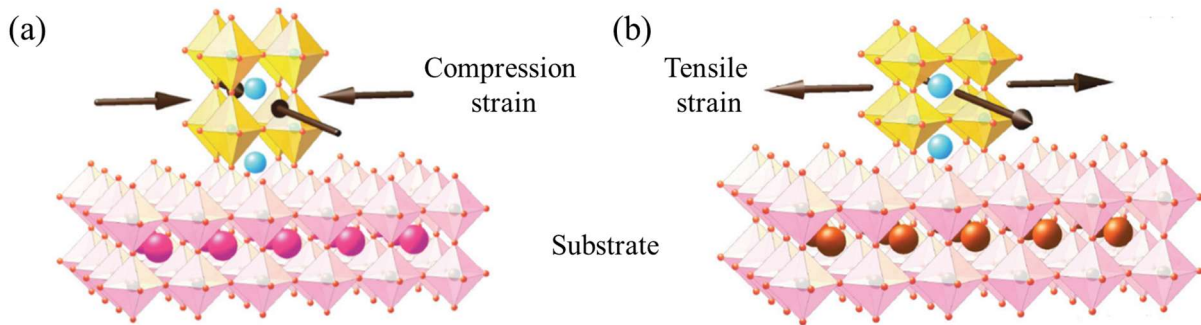 (a)
Compression
strain
(b)
Tensile
strain
Substrate